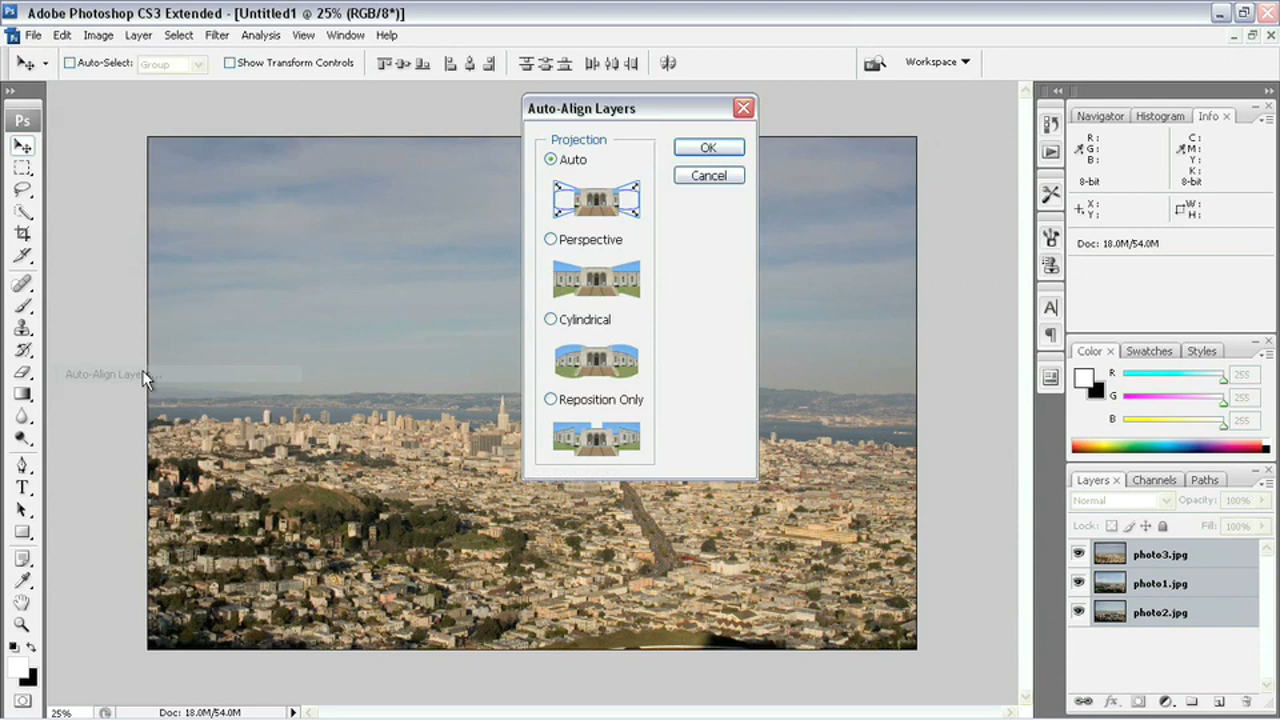 Adobe Photoshop CS3 Extended - [Untitled1 @ 25% (RGB/8*)]
File Edit Image Layer Select Filter Analysis View Window Help
Auto-Select: Group Show Transform Controls Workspace
Ps
Auto-Align Layers
Projection
Auto
OK
Cancel
Perspective
Cylindrical
Reposition Only
Auto-Align Laye
Navigator Histogram Info
R: C:
G: M:
B: Y:
K:
8-bit 8-bit
X: W:
Y: H:
Doc: 18.0M/54.0M
Color Swatches Styles
R 255
G 255
B 255
Layers Channels Paths
Normal Opacity: 100%
Lock: Fill: 100%
photo3.jpg
photo1.jpg
photo2.jpg
25% Doc: 18.0M/54.0M